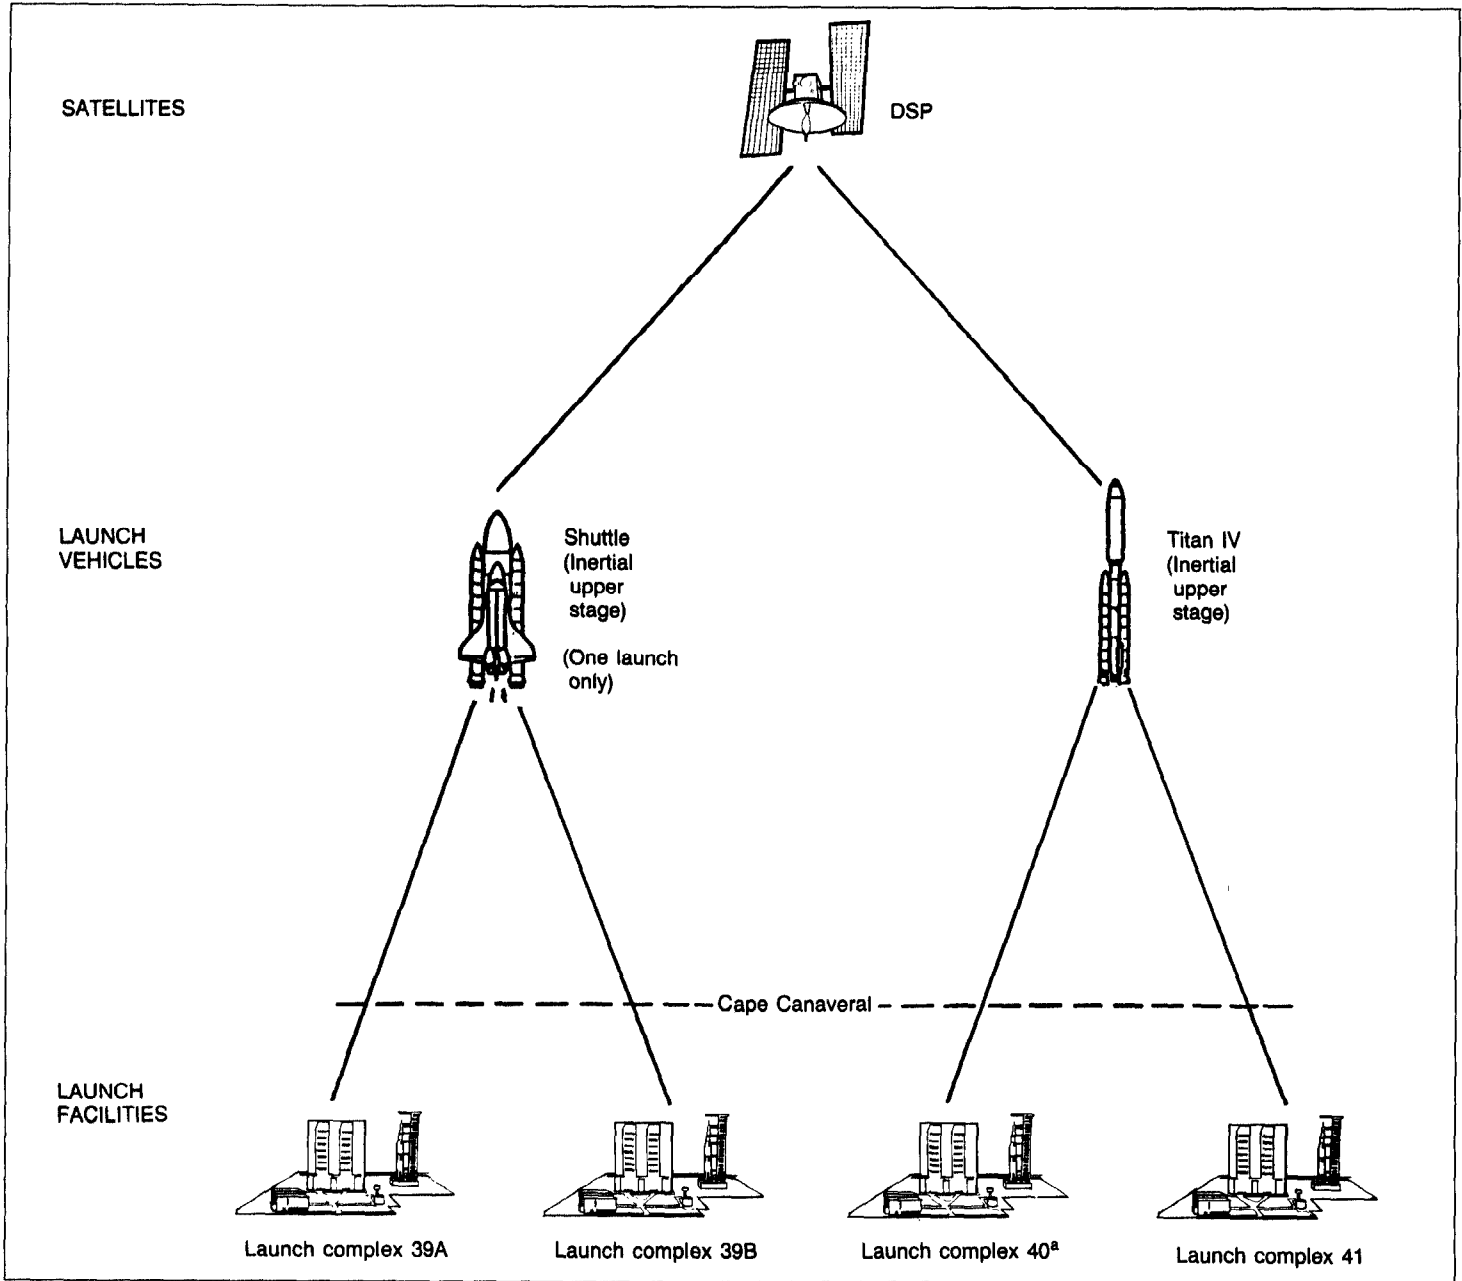 SATELLITES
DSP
LAUNCH
VEHICLES
Shuttle
(Inertial
upper
stage)
(One launch
only)
Titan IV
(Inertial
upper
stage)
Cape Canaveral
LAUNCH
FACILITIES
Launch complex 39A
Launch complex 39B
Launch complex 40ª
Launch complex 41